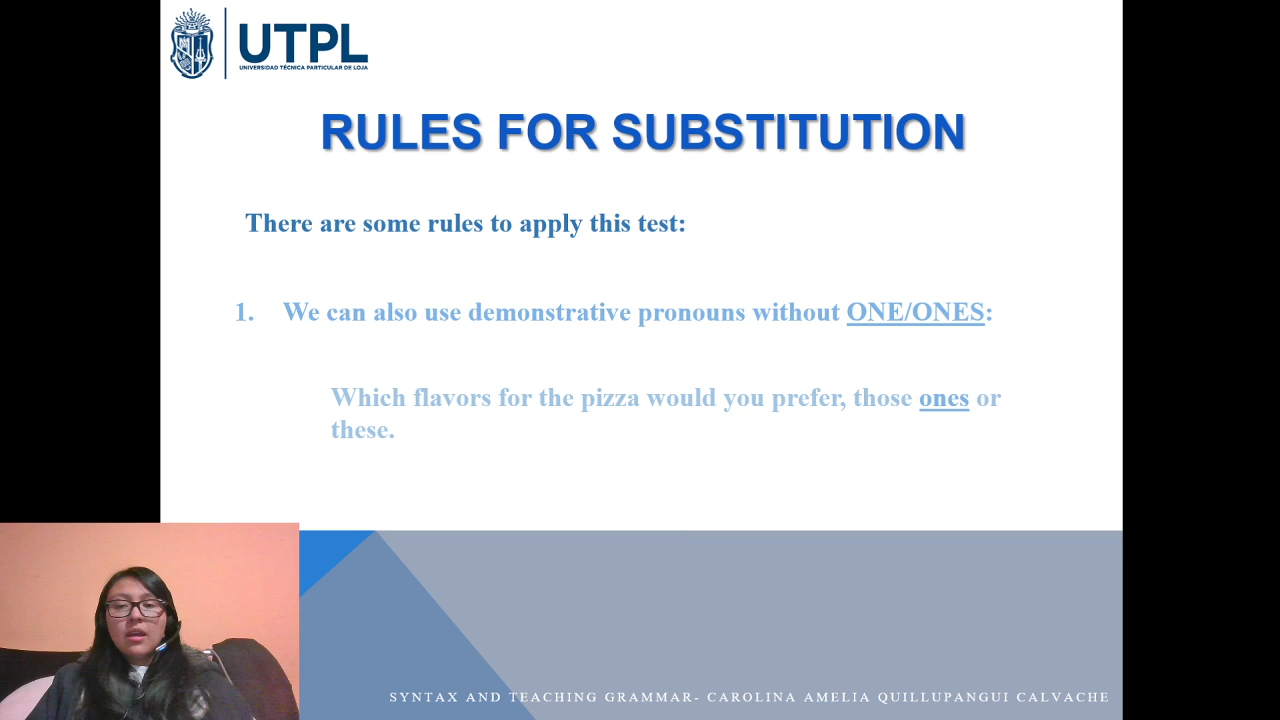 UTPL
UNIVERSIDAD TÉCNICA PARTICULAR DE LOJA
RULES FOR SUBSTITUTION
There are some rules to apply this test:
1. We can also use demonstrative pronouns without ONE/ONES:
Which flavors for the pizza would you prefer, those ones or
these.
SYNTAX AND TEACHING GRAMMAR- CAROLINA AMELIA QUILLUPANGUI CALVACHE